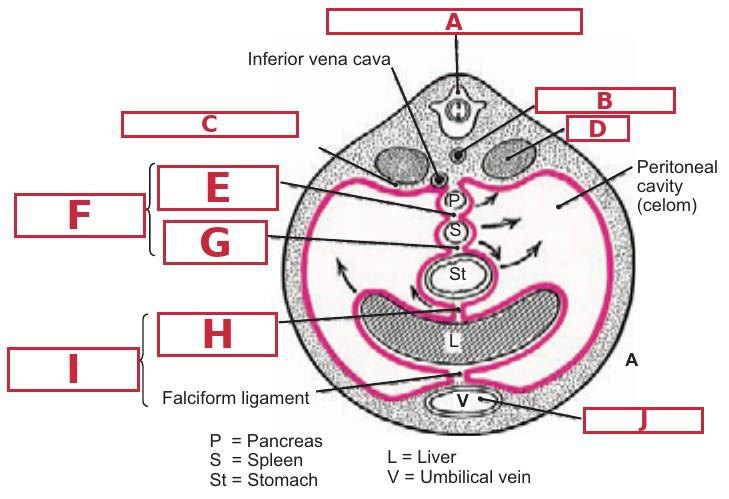 A
Inferior vena cava
B
C
D
Peritoneal
cavity
(celom)
E
F
P
G
S
St
H
I
L
A
Falciform ligament
V
J
P = Pancreas
S = Spleen
St = Stomach
L = Liver
V = Umbilical vein